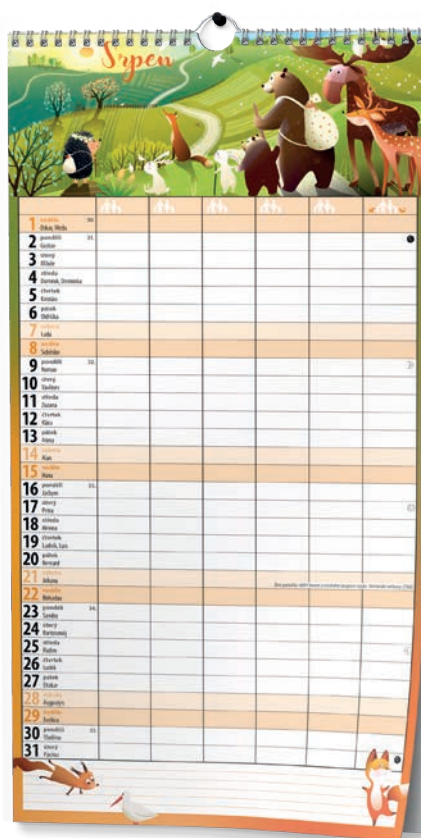 Srpen
1 neděle 30.
Oskar,
2 pondělí 31.
Gustav
3 úterý
Miluše
4 středa
Dominik, Dominika
5 čtvrtek
Kristián
6 pátek
Oldřiška
7 sobota
Lada
8 neděle
Soběslav
9 pondělí 32.
Roman
10 úterý
Vavřinec
11 středa
Zuzana
12 čtvrtek
Klára
13 pátek
Alena
14 sobota
Alan
15 neděle
Hana
16 pondělí 33.
Jáchym
17 úterý
Petra
18 středa
Helena
19 čtvrtek
Ludvík,
20 pátek
Bernard
21 sobota
Johana
22 neděle
Bohuslav
23 pondělí 34.
Sandra
24 úterý
Bartoloměj
25 středa
Radim
26 čtvrtek
Luděk
27 pátek
Otakar
28 sobota
Augustýn
29 neděle
Evelína
30 pondělí 35.
Vladěna
31 úterý
Pavlína